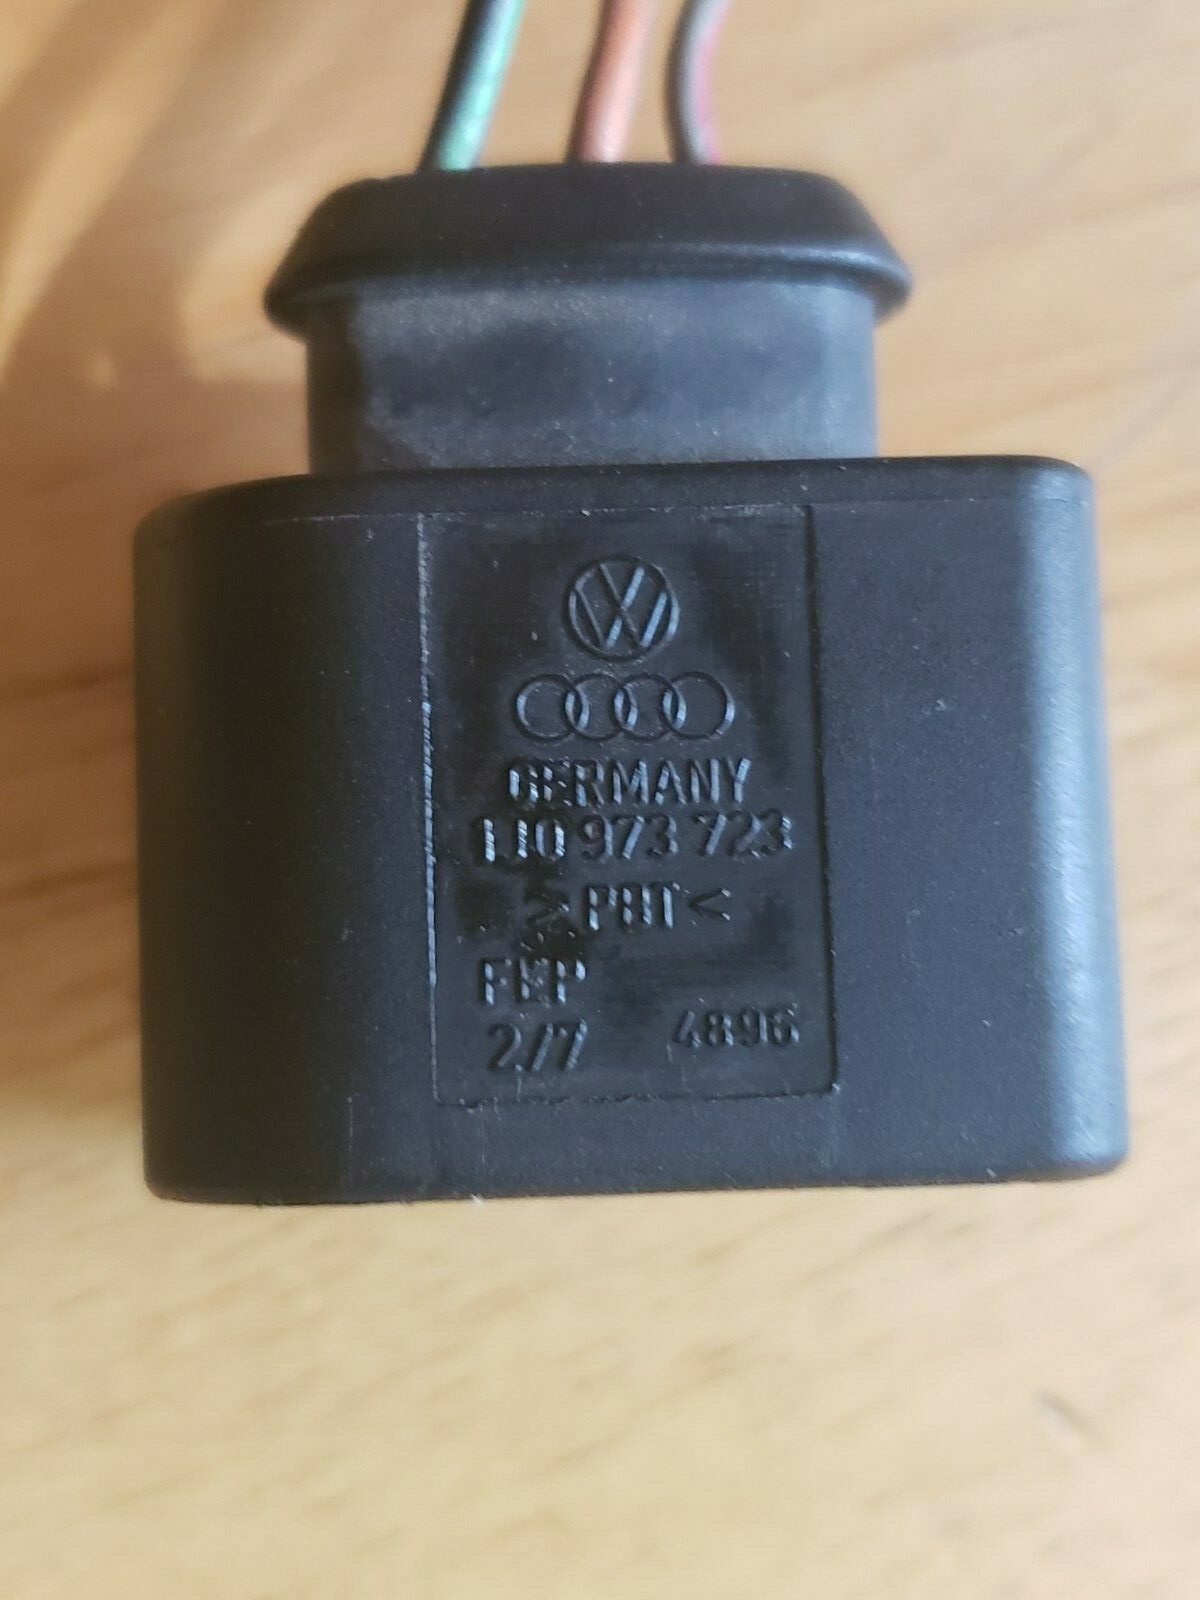 GERMANY
1J0 973 723
>PBT<
FEP
2/7 4896